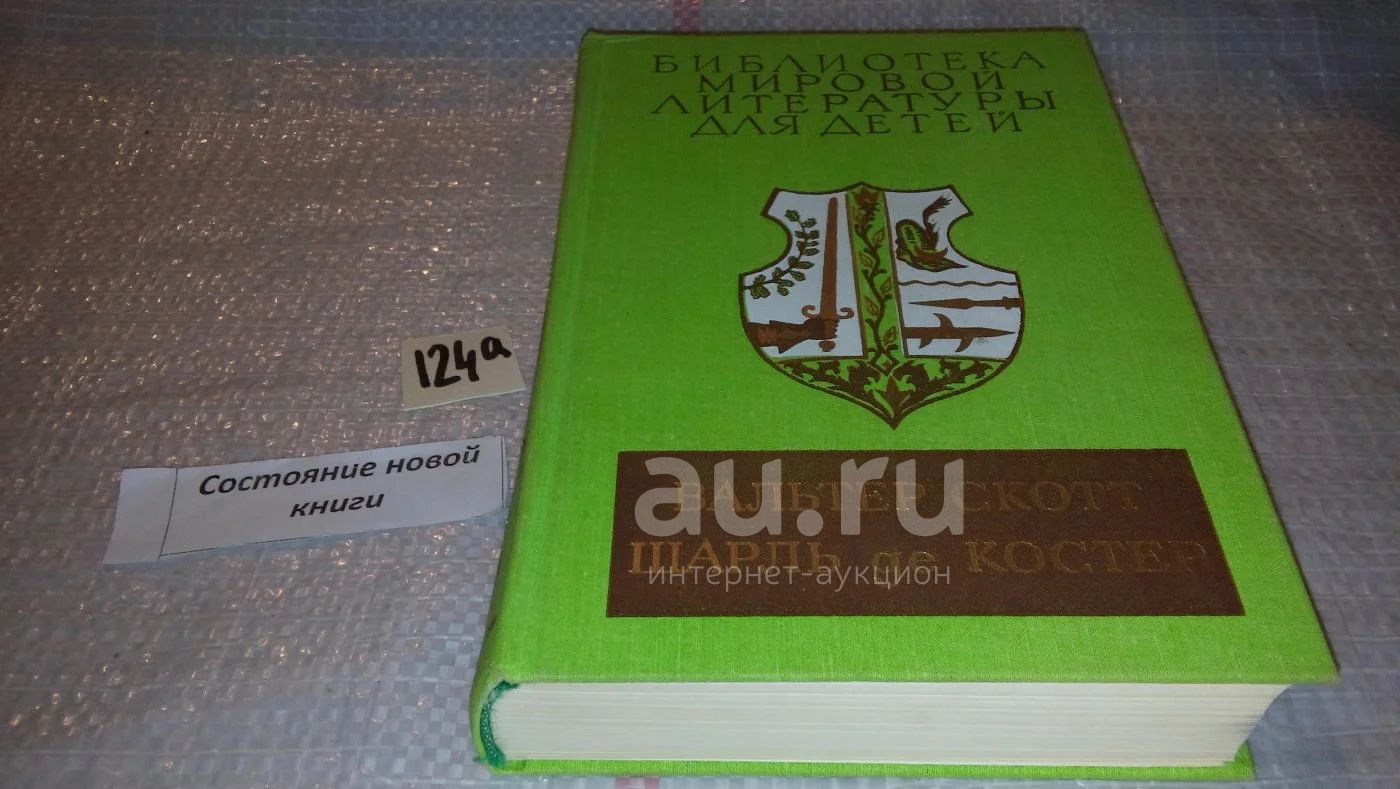 БИБЛИОТЕКА
МИРОВОЙ
ЛИТЕРАТУРЫ
ДЛЯ ДЕТЕЙ
124а
Состояние новой
книги
ВАЛЬТЕР СКОТТ
ШАРЛЬ де КОСТЕР
au.ru
интернет-аукцион